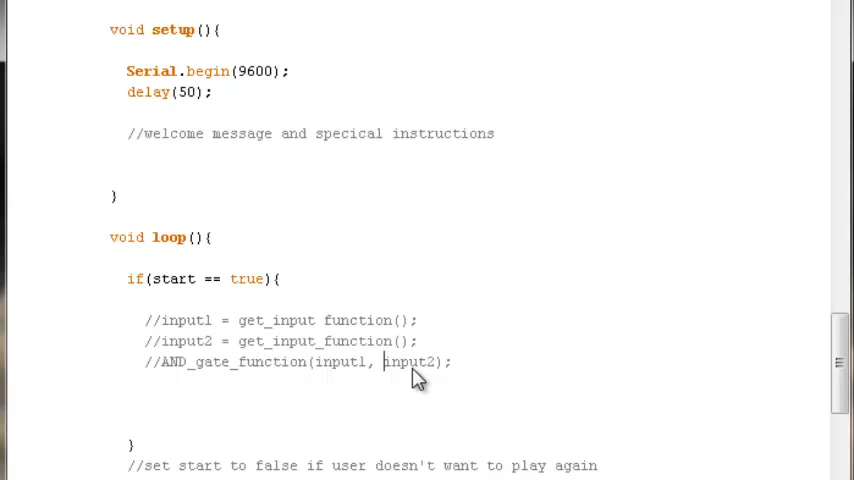 void setup(){
Serial.begin(9600);
delay(50);
//welcome message and specical instructions
}
void loop(){
if(start == true){
//input1 = get_input function();
//input2 = get_input_function();
//AND_gate_function(input1, input2);
}
//set start to false if user doesn't want to play again